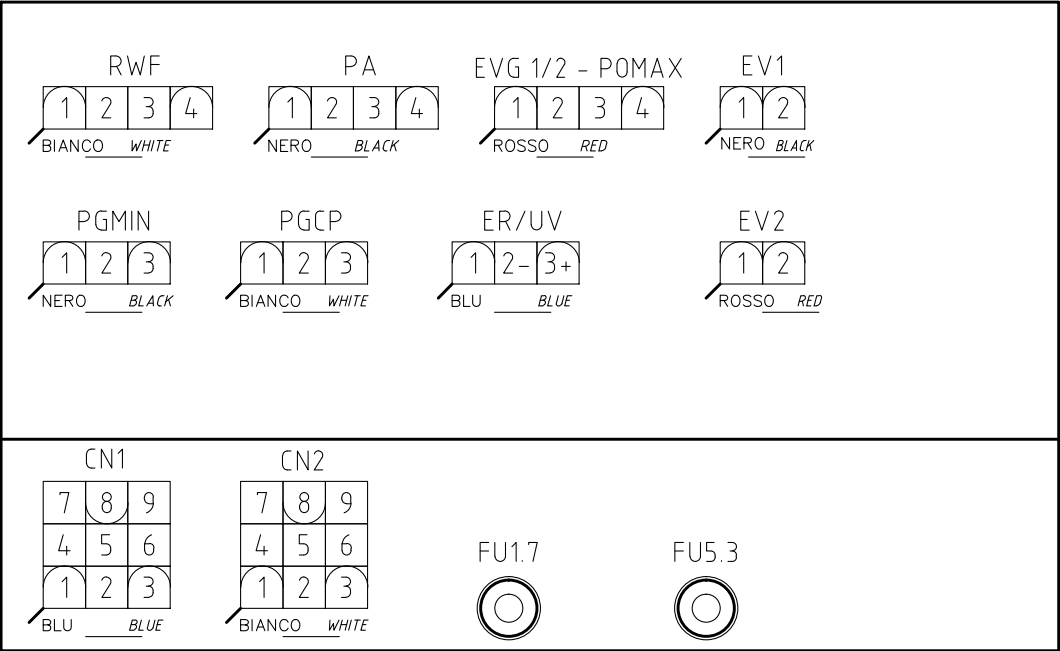 RWF PA EVG 1/2 - POMAX EV1
1 2 3 4 1 2 3 4 1 2 3 4 1 2
BIANCO WHITE NERO BLACK ROSSO RED NERO BLACK
PGMIN PGCP ER/UV EV2
1 2 3 1 2 3 1 2- 3+ 1 2
NERO BLACK BIANCO WHITE BLU BLUE ROSSO RED
CN1 CN2
7 8 9 7 8 9
4 5 6 4 5 6
FU1.7 FU5.3
1 2 3 1 2 3
BLU BLUE BIANCO WHITE